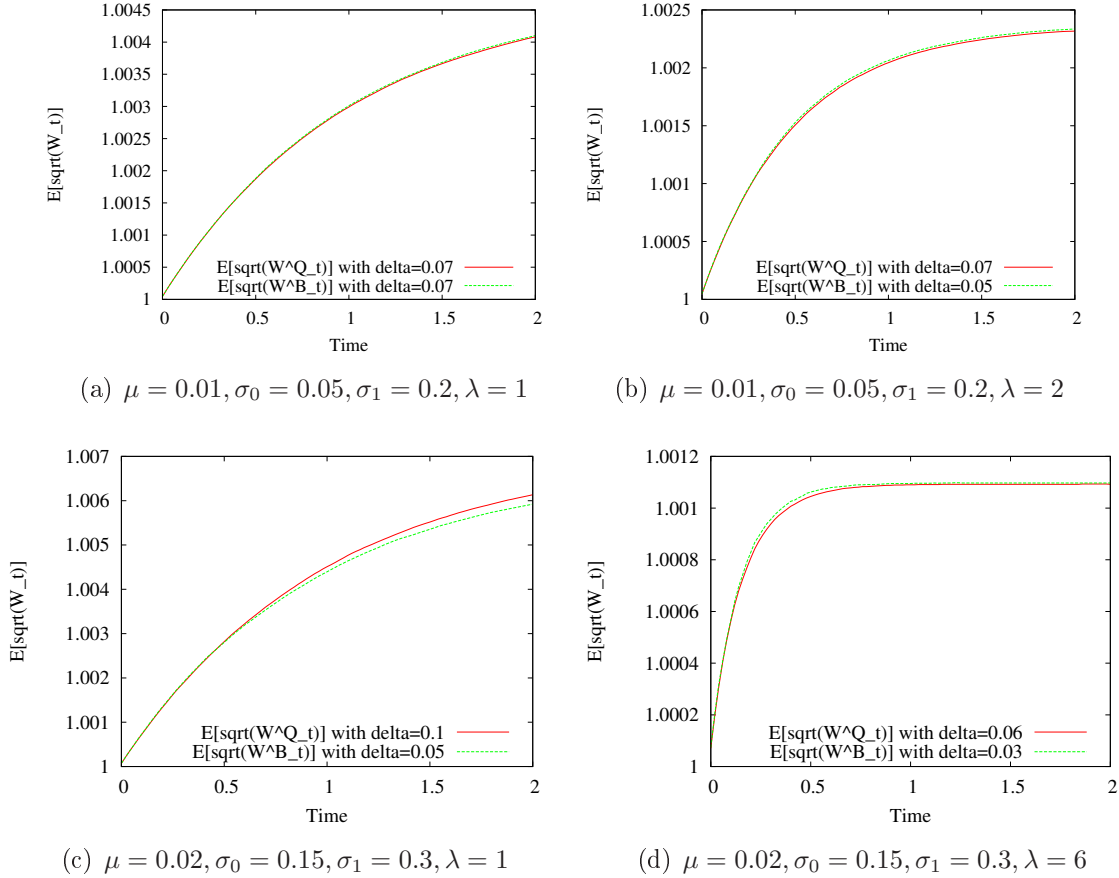 1.0045
1.004
1.0035
1.003
1.0025
1.002
1.0015
1.001
1.0005
1
E[sqrt(W_t)]
E[sqrt(W^Q_t)] with delta=0.07
E[sqrt(W^B_t)] with delta=0.07
0 0.5 1 1.5 2
Time
(a) μ = 0.01, σ₀ = 0.05, σ₁ = 0.2, λ = 1
1.0025
1.002
1.0015
1.001
1.0005
1
E[sqrt(W_t)]
E[sqrt(W^Q_t)] with delta=0.07
E[sqrt(W^B_t)] with delta=0.05
0 0.5 1 1.5 2
Time
(b) μ = 0.01, σ₀ = 0.05, σ₁ = 0.2, λ = 2
1.007
1.006
1.005
1.004
1.003
1.002
1.001
1
E[sqrt(W_t)]
E[sqrt(W^Q_t)] with delta=0.1
E[sqrt(W^B_t)] with delta=0.05
0 0.5 1 1.5 2
Time
(c) μ = 0.02, σ₀ = 0.15, σ₁ = 0.3, λ = 1
1.0012
1.001
1.0008
1.0006
1.0004
1.0002
1
E[sqrt(W_t)]
E[sqrt(W^Q_t)] with delta=0.06
E[sqrt(W^B_t)] with delta=0.03
0 0.5 1 1.5 2
Time
(d) μ = 0.02, σ₀ = 0.15, σ₁ = 0.3, λ = 6